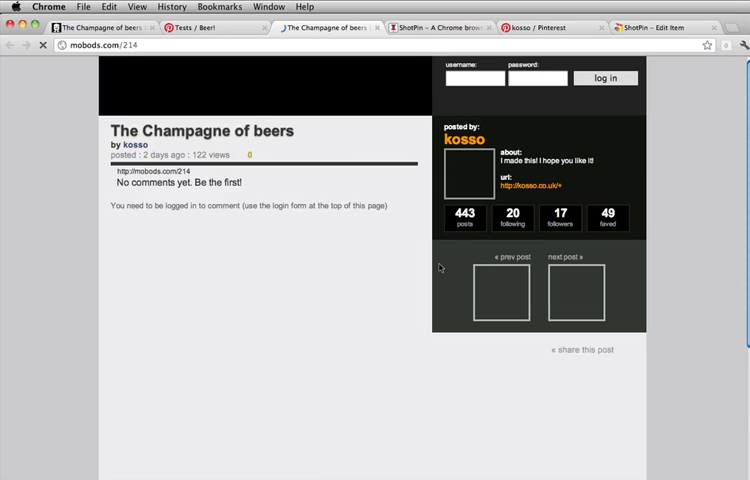 Chrome File Edit View History Bookmarks Window Help
The Champagne of beers Tests / Beer! The Champagne of beers ShotPin – A Chrome brow kosso / Pinterest ShotPin – Edit Item
mobods.com/214
username: password:
log in
The Champagne of beers
by kosso
posted : 2 days ago : 122 views 0
http://mobods.com/214
No comments yet. Be the first!
You need to be logged in to comment (use the login form at the top of this page)
posted by:
kosso
about:
I made this! I hope you like it!
url:
http://kosso.co.uk/+
443 20 17 49
posts following followers faved
« prev post next post »
« share this post